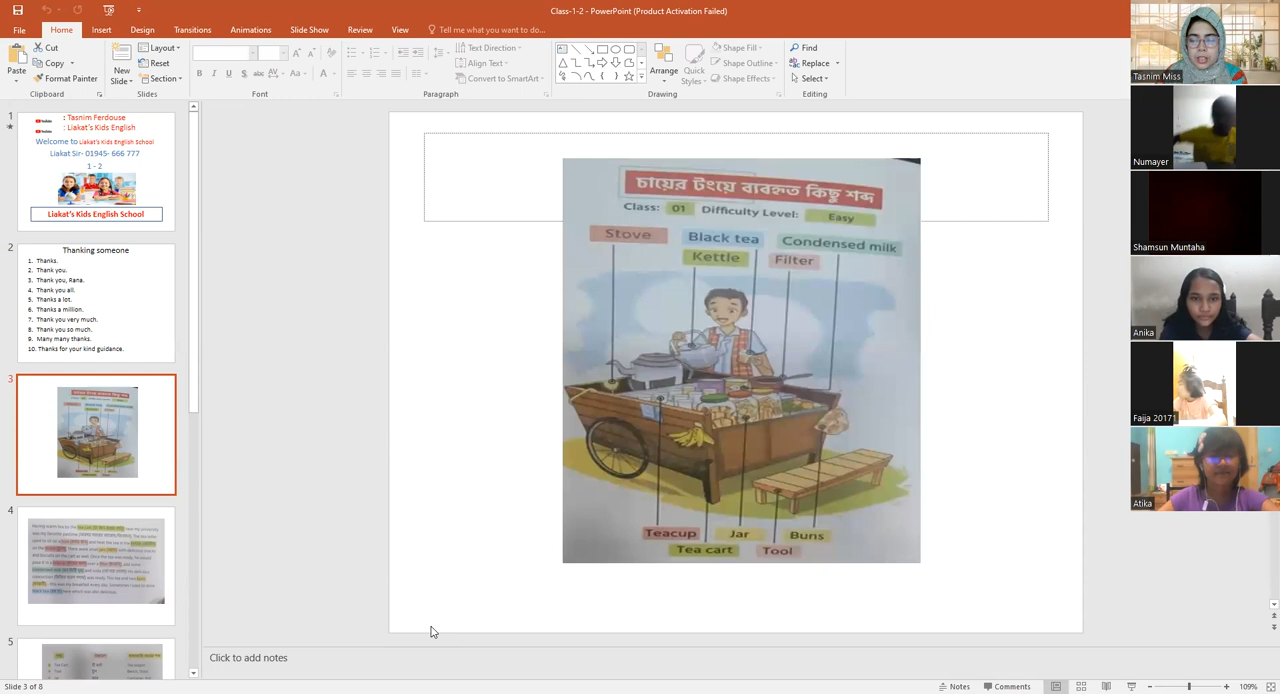 Class-1-2 - PowerPoint (Product Activation Failed)
File Home Insert Design Transitions Animations Slide Show Review View Tell me what you want to do...
Cut
Copy
Format Painter
Paste
Clipboard
New Slide
Layout
Reset
Section
Slides
Font
Text Direction
Align Text
Convert to SmartArt
Paragraph
Arrange
Quick Styles
Shape Fill
Shape Outline
Shape Effects
Drawing
Find
Replace
Select
Editing
1
: Tasnim Ferdouse
: Liakat's Kids English
Welcome to Liakat's Kids English School
Liakat Sir- 01945- 666 777
1 - 2
Liakat's Kids English School
2
Thanking someone
1. Thanks.
2. Thank you.
3. Thank you, Rana.
4. Thank you all.
5. Thanks a lot.
6. Thanks a million.
7. Thank you very much.
8. Thank you so much.
9. Many many thanks.
10. Thanks for your kind guidance.
3
4
5
চায়ের টংয়ে ব্যবহৃত কিছু শব্দ
Class: 01 Difficulty Level: Easy
Stove Black tea Condensed milk
Kettle Filter
Teacup Jar Buns
Tea cart Tool
Tasnim Miss
Numayer
Shamsun Muntaha
Anika
Faija 20171
Atika
Click to add notes
Slide 3 of 8
Notes Comments 109%